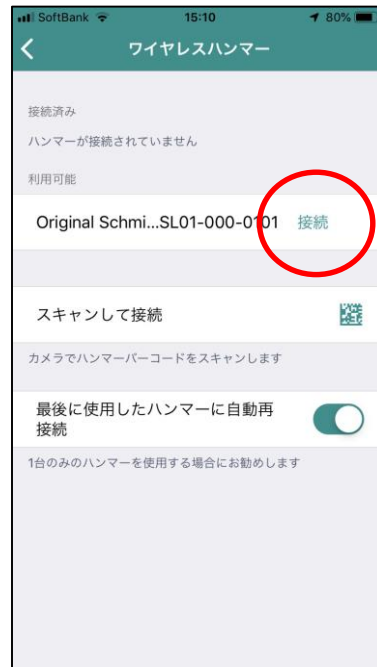 SoftBank 15:10 80%
ワイヤレスハンマー
接続済み
ハンマーが接続されていません
利用可能
Original Schmi...SL01-000-0101 接続
スキャンして接続
カメラでハンマーバーコードをスキャンします
最後に使用したハンマーに自動再
接続
1台のみのハンマーを使用する場合にお勧めします